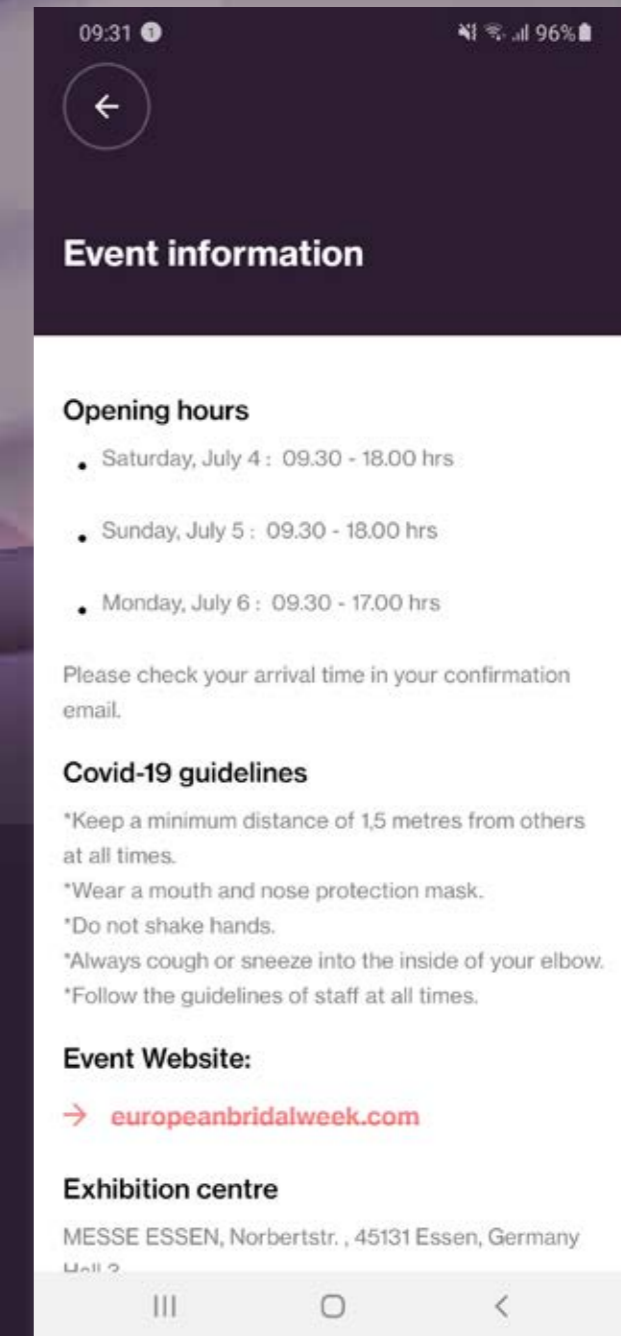 09:31 1 96%
Event information
Opening hours
• Saturday, July 4 : 09.30 - 18.00 hrs
• Sunday, July 5 : 09.30 - 18.00 hrs
• Monday, July 6 : 09.30 - 17.00 hrs
Please check your arrival time in your confirmation
email.
Covid-19 guidelines
*Keep a minimum distance of 1,5 metres from others
at all times.
*Wear a mouth and nose protection mask.
*Do not shake hands.
*Always cough or sneeze into the inside of your elbow.
*Follow the guidelines of staff at all times.
Event Website:
→ europeanbridalweek.com
Exhibition centre
MESSE ESSEN, Norbertstr. , 45131 Essen, Germany
Hall